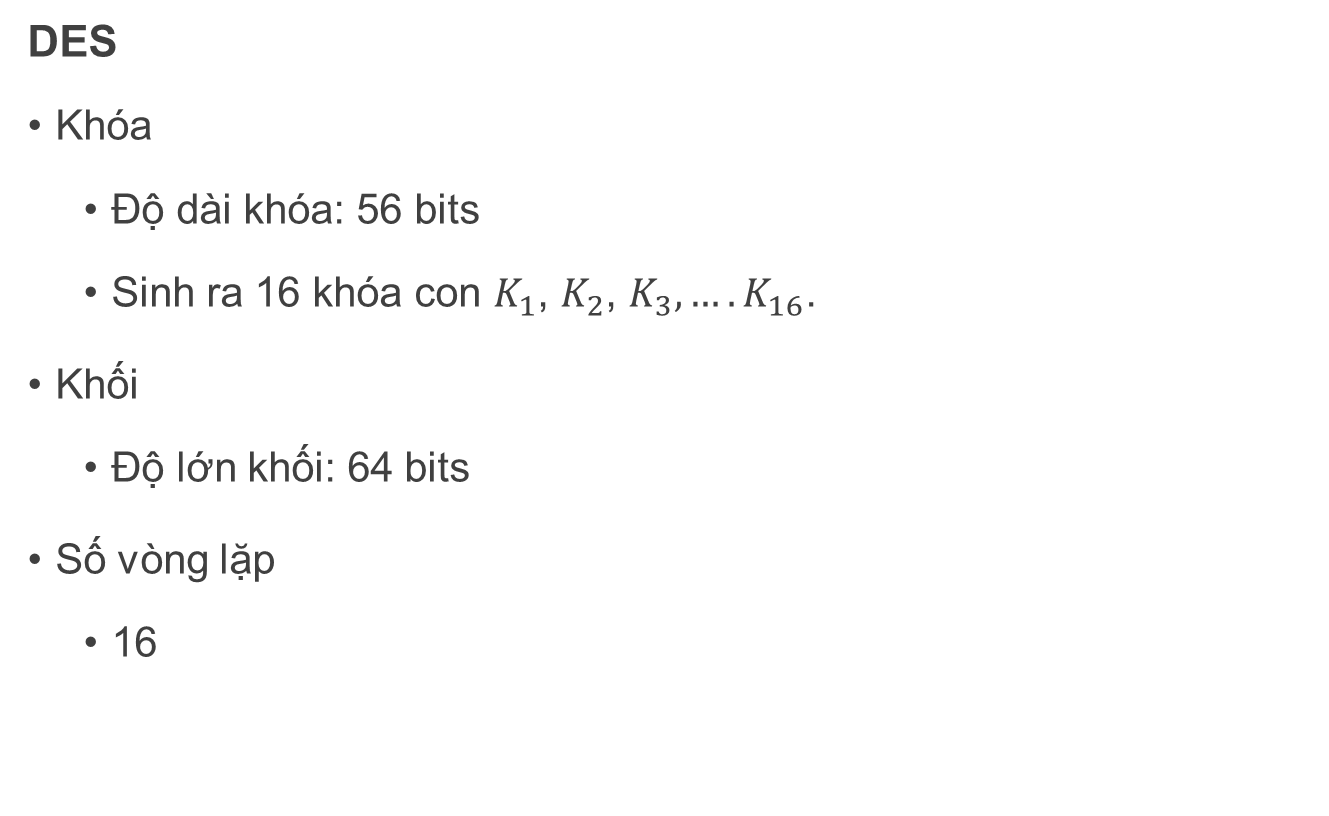 DES
• Khóa
• Độ dài khóa: 56 bits
• Sinh ra 16 khóa con K₁, K₂, K₃, … . K₁₆.
• Khối
• Độ lớn khối: 64 bits
• Số vòng lặp
• 16